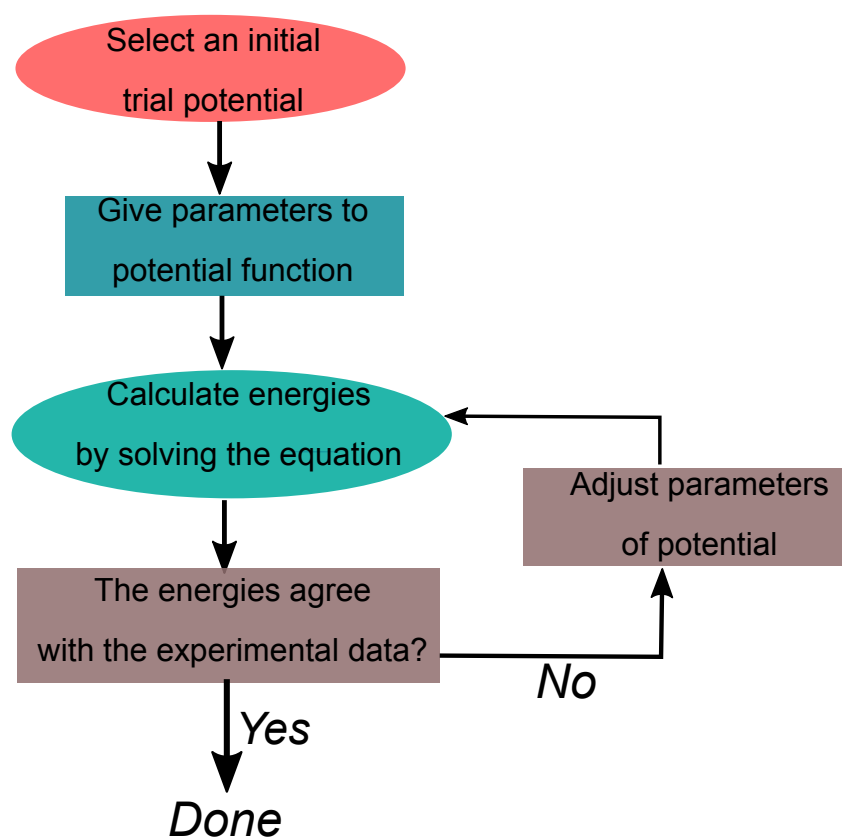 Select an initial
trial potential
Give parameters to
potential function
Calculate energies
by solving the equation
Adjust parameters
of potential
The energies agree
with the experimental data?
No
Yes
Done